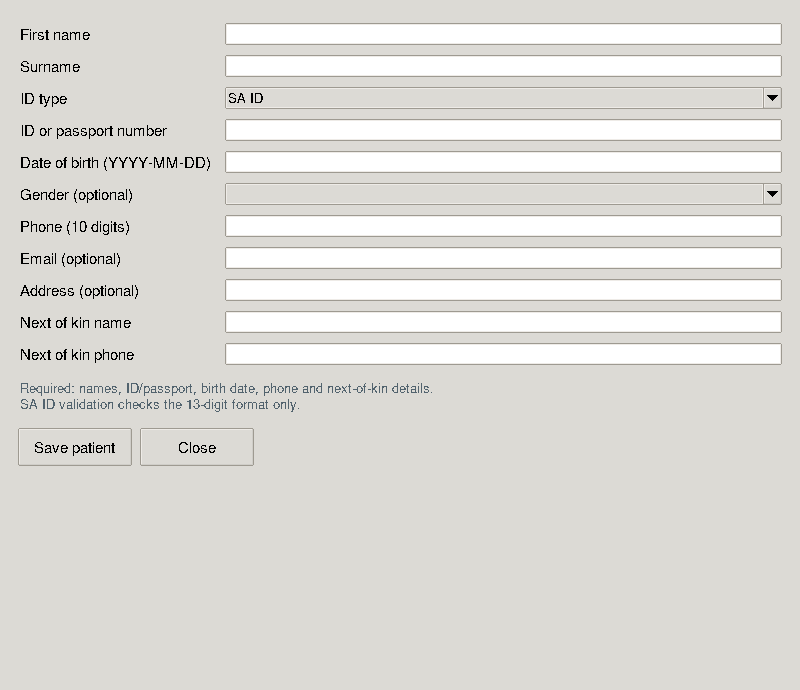 First name
Surname
ID type SA ID
ID or passport number
Date of birth (YYYY-MM-DD)
Gender (optional)
Phone (10 digits)
Email (optional)
Address (optional)
Next of kin name
Next of kin phone
Required: names, ID/passport, birth date, phone and next-of-kin details.
SA ID validation checks the 13-digit format only.
Save patient Close